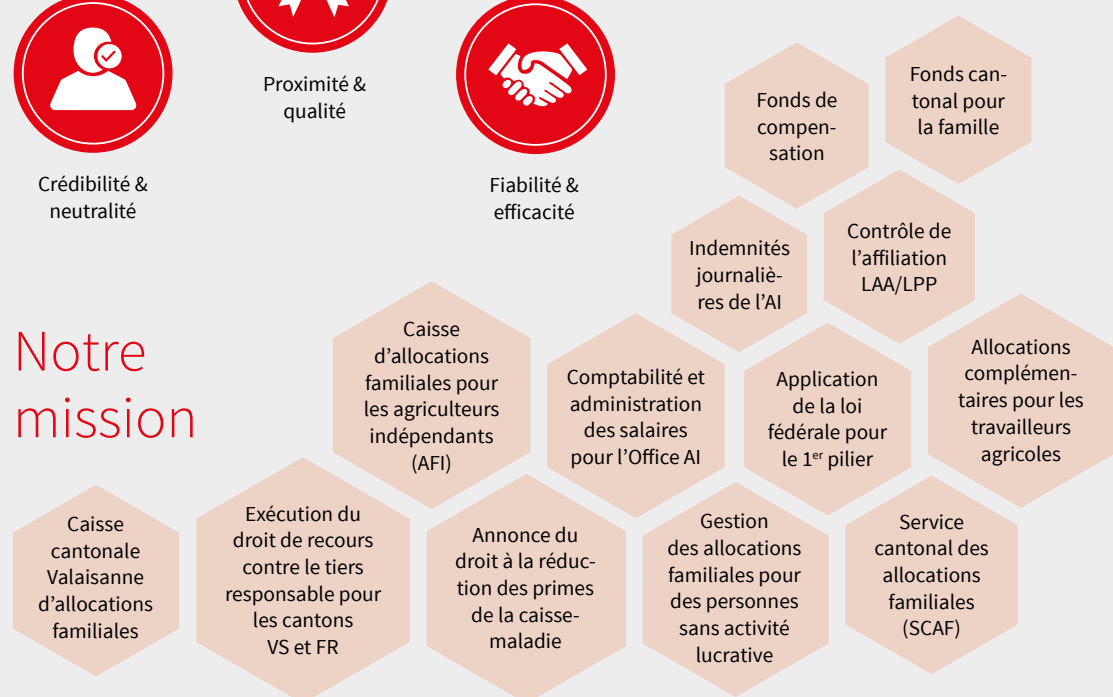 Proximité &
qualité
Crédibilité &
neutralité
Fiabilité &
efficacité
Fonds de
compen-
sation
Fonds can-
tonal pour
la famille
Indemnités
journaliè-
res de l'AI
Contrôle de
l'affiliation
LAA/LPP
Notre
mission
Caisse
d'allocations
familiales pour
les agriculteurs
indépendants
(AFI)
Comptabilité et
administration
des salaires
pour l'Office AI
Application
de la loi
fédérale pour
le 1er pilier
Allocations
complémen-
taires pour les
travailleurs
agricoles
Caisse
cantonale
Valaisanne
d'allocations
familiales
Exécution du
droit de recours
contre le tiers
responsable pour
les cantons
VS et FR
Annonce du
droit à la réduc-
tion des primes
de la caisse-
maladie
Gestion
des allocations
familiales pour
des personnes
sans activité
lucrative
Service
cantonal des
allocations
familiales
(SCAF)